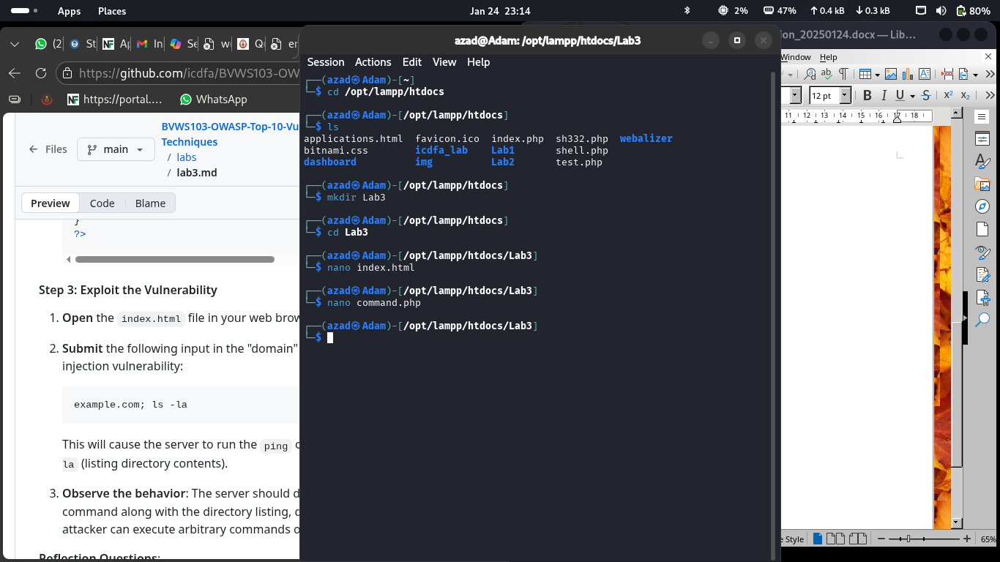 Apps Places Jan 24 23:14 2% 47% 0.4 kB 0.3 kB 80%
(2 St Ap In Se w Qu er
https://github.com/icdfa/BVWS103-OW
https://portal.... WhatsApp
Files main
BVWS103-OWASP-Top-10-Vu
Techniques
/ labs
/ lab3.md
Preview Code Blame
}
?>
Step 3: Exploit the Vulnerability
1. Open the index.html file in your web brow
2. Submit the following input in the "domain"
injection vulnerability:
example.com; ls -la
This will cause the server to run the ping c
la (listing directory contents).
3. Observe the behavior: The server should d
command along with the directory listing,
attacker can execute arbitrary commands o
Reflection Questions:
azad@Adam: /opt/lampp/htdocs/Lab3
Session Actions Edit View Help
┌──(azad㉿Adam)-[~]
└─$ cd /opt/lampp/htdocs
┌──(azad㉿Adam)-[/opt/lampp/htdocs]
└─$ ls
applications.html favicon.ico index.php sh332.php webalizer
bitnami.css icdfa_lab Lab1 shell.php
dashboard img Lab2 test.php
┌──(azad㉿Adam)-[/opt/lampp/htdocs]
└─$ mkdir Lab3
┌──(azad㉿Adam)-[/opt/lampp/htdocs]
└─$ cd Lab3
┌──(azad㉿Adam)-[/opt/lampp/htdocs/Lab3]
└─$ nano index.html
┌──(azad㉿Adam)-[/opt/lampp/htdocs/Lab3]
└─$ nano command.php
┌──(azad㉿Adam)-[/opt/lampp/htdocs/Lab3]
└─$
ion_20250124.docx — Lib...
Window Help
12 pt B I U S x² x₂
11 12 13 14 15 16 17 18
e Style 65%